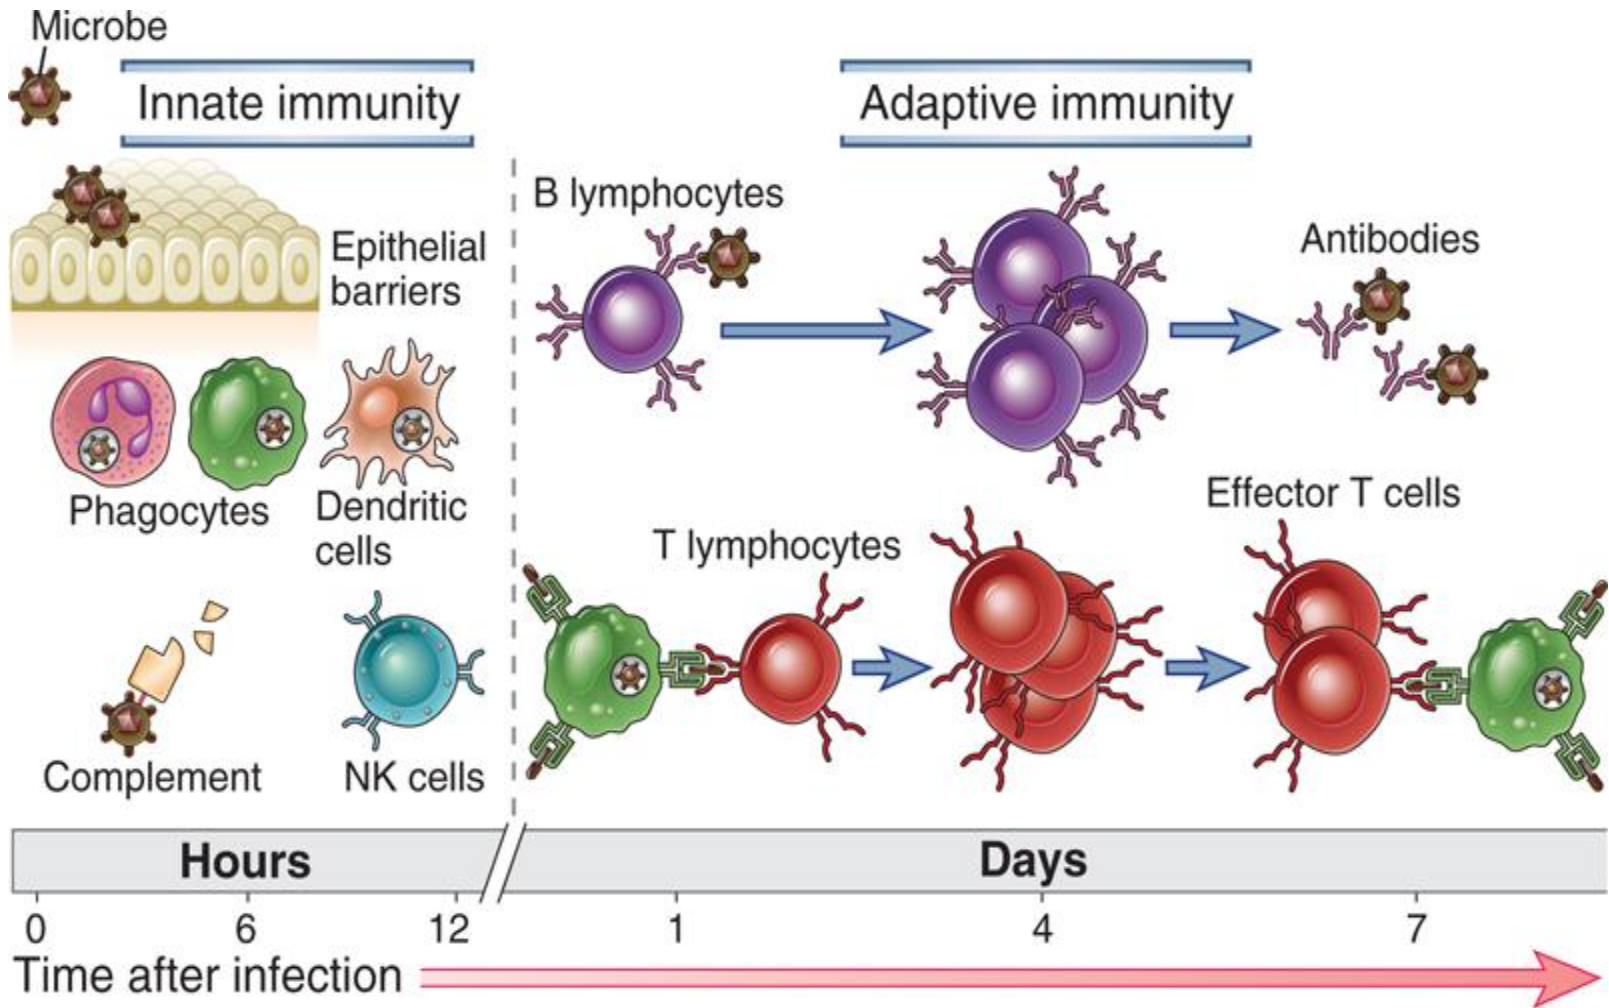 Microbe
Innate immunity
Adaptive immunity
Epithelial
barriers
Phagocytes
Dendritic
cells
Complement
NK cells
B lymphocytes
Antibodies
T lymphocytes
Effector T cells
Hours
Days
0 6 12 1 4 7
Time after infection